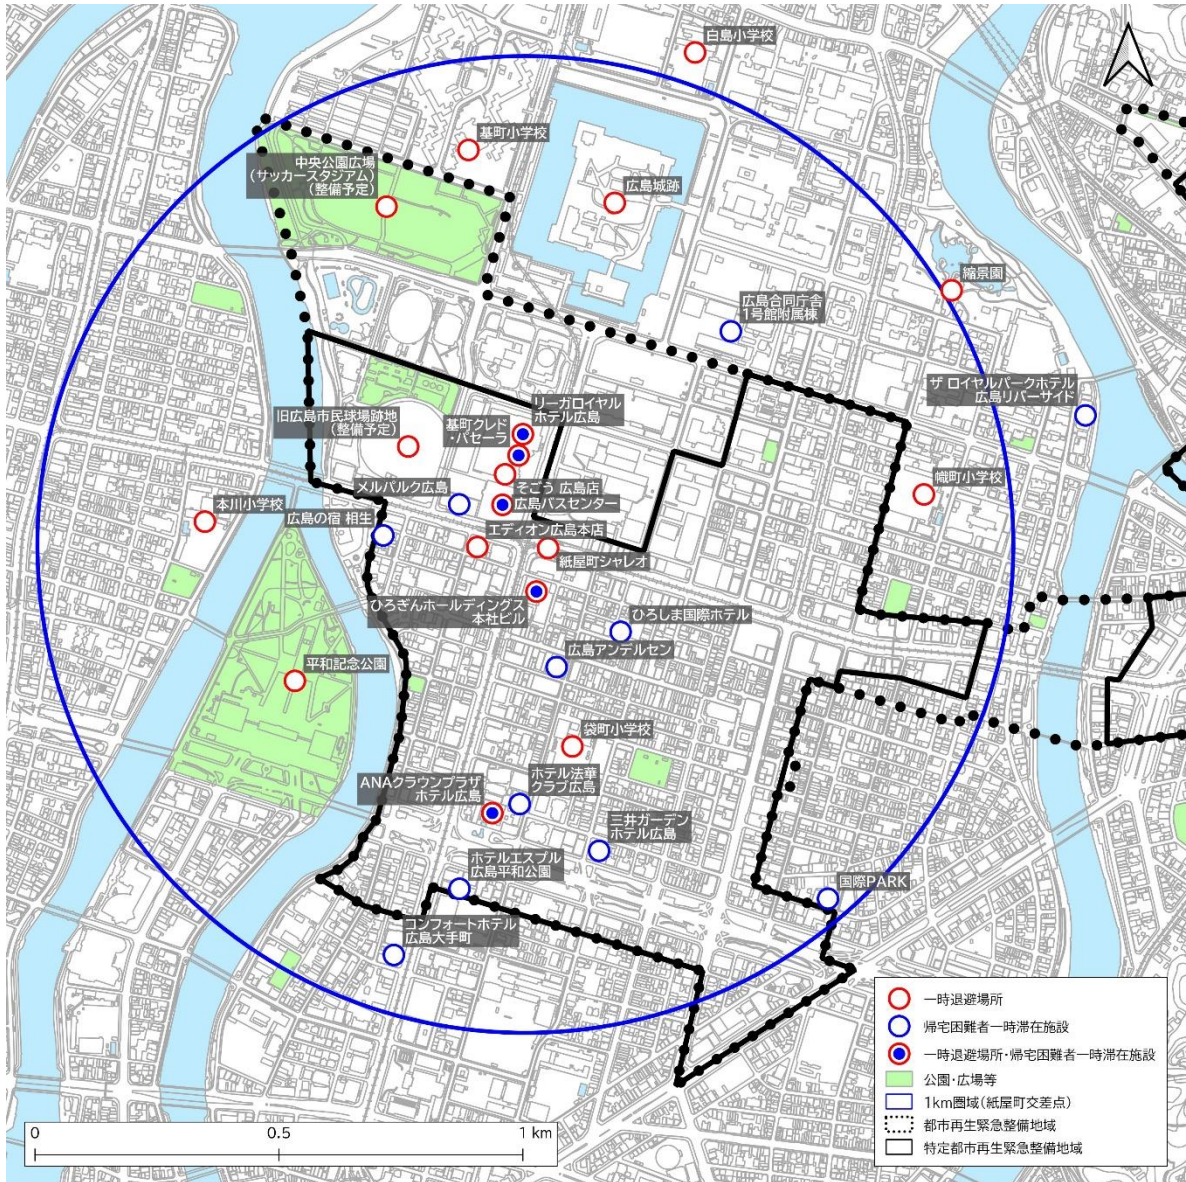 白島小学校
基町小学校
中央公園広場
(サッカースタジアム)
(整備予定)
広島城跡
縮景園
広島合同庁舎
1号館附属棟
ザ ロイヤルパークホテル
広島リバーサイド
リーガロイヤル
ホテル広島
旧広島市民球場跡地
(整備予定)
基町クレド
・パセーラ
そごう 広島店
幟町小学校
メルパルク広島
広島バスセンター
本川小学校
広島の宿 相生
エディオン広島本店
紙屋町シャレオ
ひろぎんホールディングス
本社ビル
ひろしま国際ホテル
広島アンデルセン
平和記念公園
袋町小学校
ANAクラウンプラザ
ホテル広島
ホテル法華
クラブ広島
三井ガーデン
ホテル広島
ホテルエスプル
広島平和公園
国際PARK
コンフォートホテル
広島大手町
一時退避場所
帰宅困難者一時滞在施設
一時退避場所・帰宅困難者一時滞在施設
公園・広場等
1km圏域(紙屋町交差点)
都市再生緊急整備地域
特定都市再生緊急整備地域
0 0.5 1 km